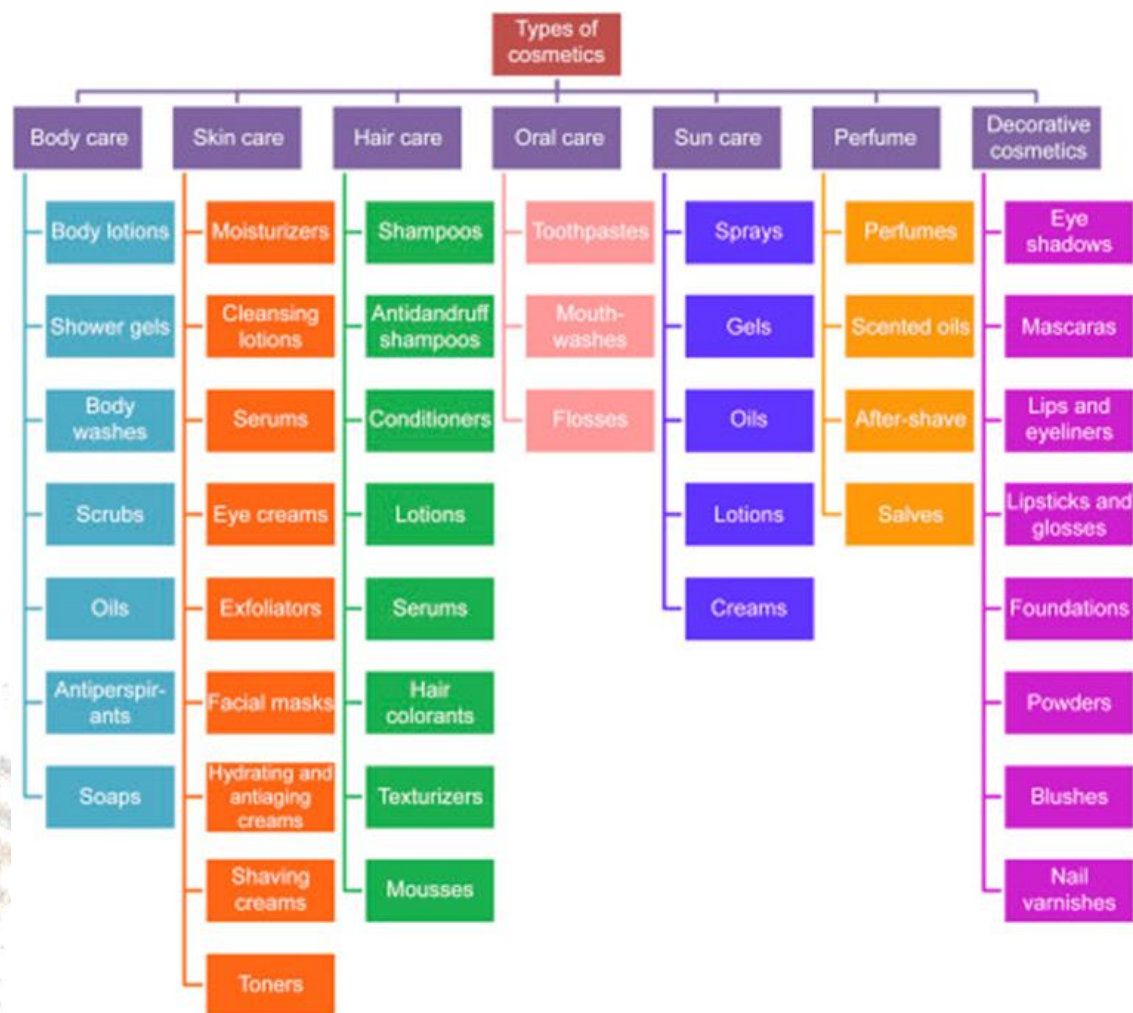 Types of
cosmetics
Body care
Skin care
Hair care
Oral care
Sun care
Perfume
Decorative
cosmetics
Body lotions
Shower gels
Body
washes
Scrubs
Oils
Antiperspir-
ants
Soaps
Moisturizers
Cleansing
lotions
Serums
Eye creams
Exfoliators
Facial masks
Hydrating and
antiaging
creams
Shaving
creams
Toners
Shampoos
Antidandruff
shampoos
Conditioners
Lotions
Serums
Hair
colorants
Texturizers
Mousses
Toothpastes
Mouth-
washes
Flosses
Sprays
Gels
Oils
Lotions
Creams
Perfumes
Scented oils
After-shave
Salves
Eye
shadows
Mascaras
Lips and
eyeliners
Lipsticks and
glosses
Foundations
Powders
Blushes
Nail
varnishes